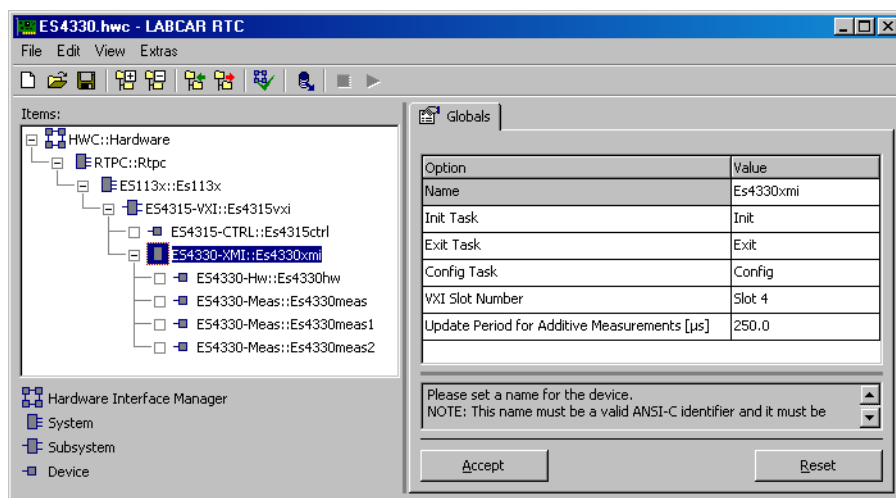 ES4330.hwc - LABCAR RTC
File Edit View Extras
Items:
HWC::Hardware
RTPC::Rtpc
ES113x::Es113x
ES4315-VXI::Es4315vxi
ES4315-CTRL::Es4315ctrl
ES4330-XMI::Es4330xmi
ES4330-Hw::Es4330hw
ES4330-Meas::Es4330meas
ES4330-Meas::Es4330meas1
ES4330-Meas::Es4330meas2
Hardware Interface Manager
System
Subsystem
Device
Globals
Option Value
Name Es4330xmi
Init Task Init
Exit Task Exit
Config Task Config
VXI Slot Number Slot 4
Update Period for Additive Measurements [µs] 250.0
Please set a name for the device.
NOTE: This name must be a valid ANSI-C identifier and it must be
Accept Reset